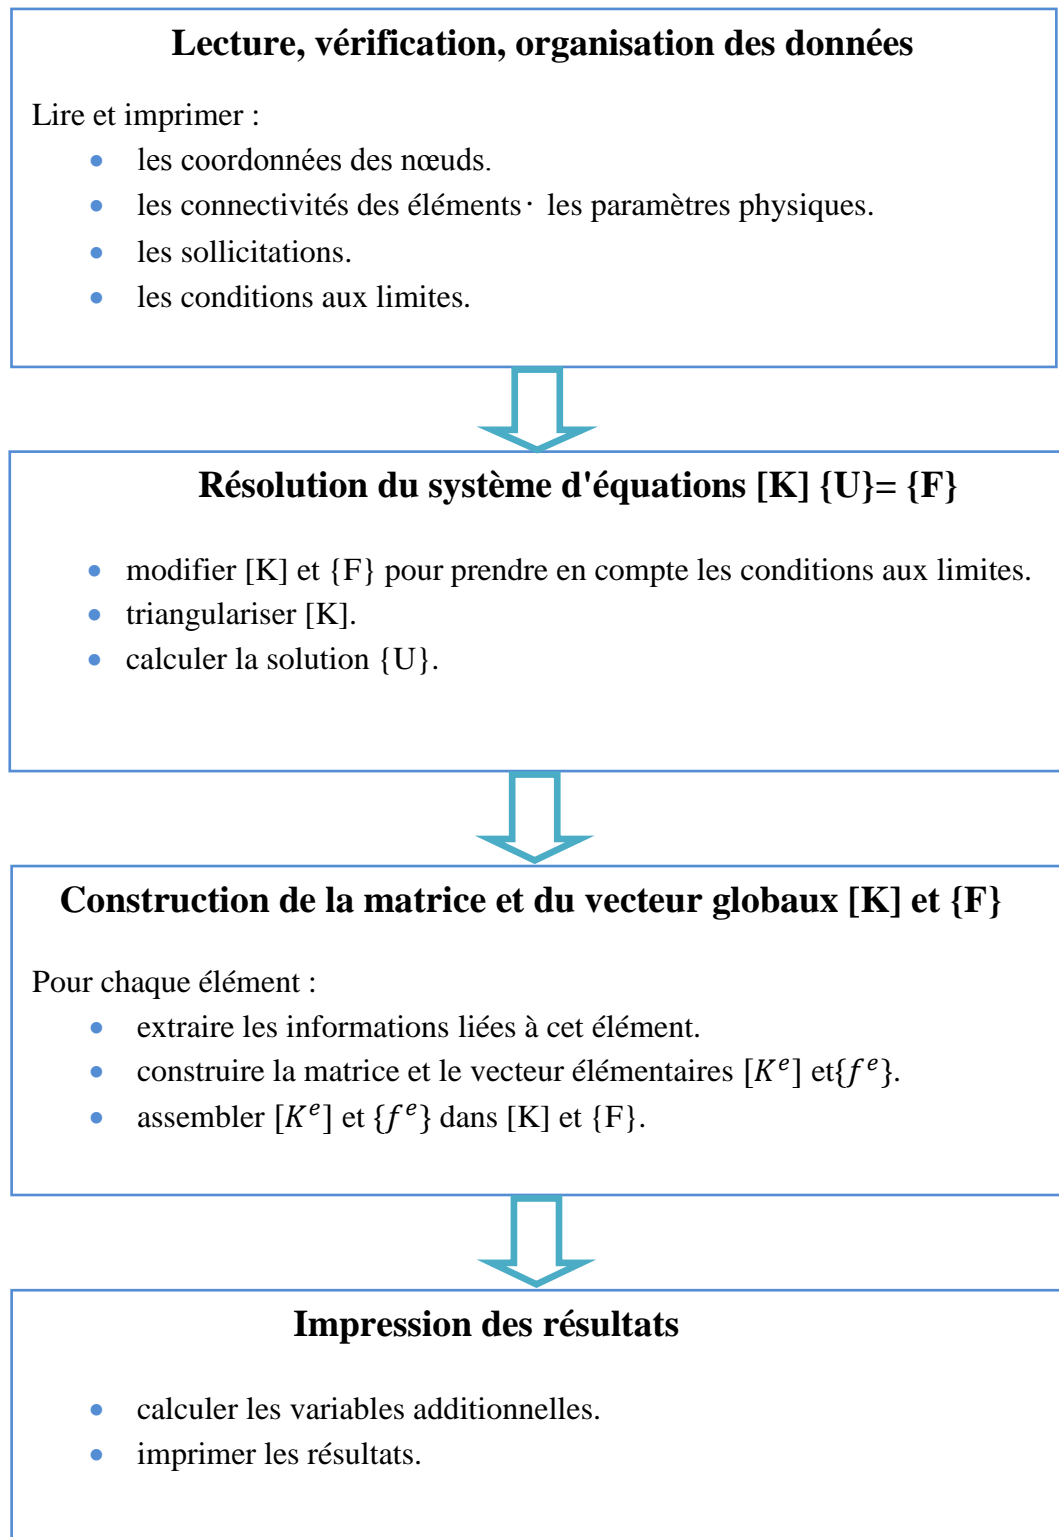 Lecture, vérification, organisation des données
Lire et imprimer :
• les coordonnées des nœuds.
• les connectivités des éléments· les paramètres physiques.
• les sollicitations.
• les conditions aux limites.
Résolution du système d'équations [K] {U}= {F}
• modifier [K] et {F} pour prendre en compte les conditions aux limites.
• triangulariser [K].
• calculer la solution {U}.
Construction de la matrice et du vecteur globaux [K] et {F}
Pour chaque élément :
• extraire les informations liées à cet élément.
• construire la matrice et le vecteur élémentaires [Kᵉ] et{fᵉ}.
• assembler [Kᵉ] et {fᵉ} dans [K] et {F}.
Impression des résultats
• calculer les variables additionnelles.
• imprimer les résultats.